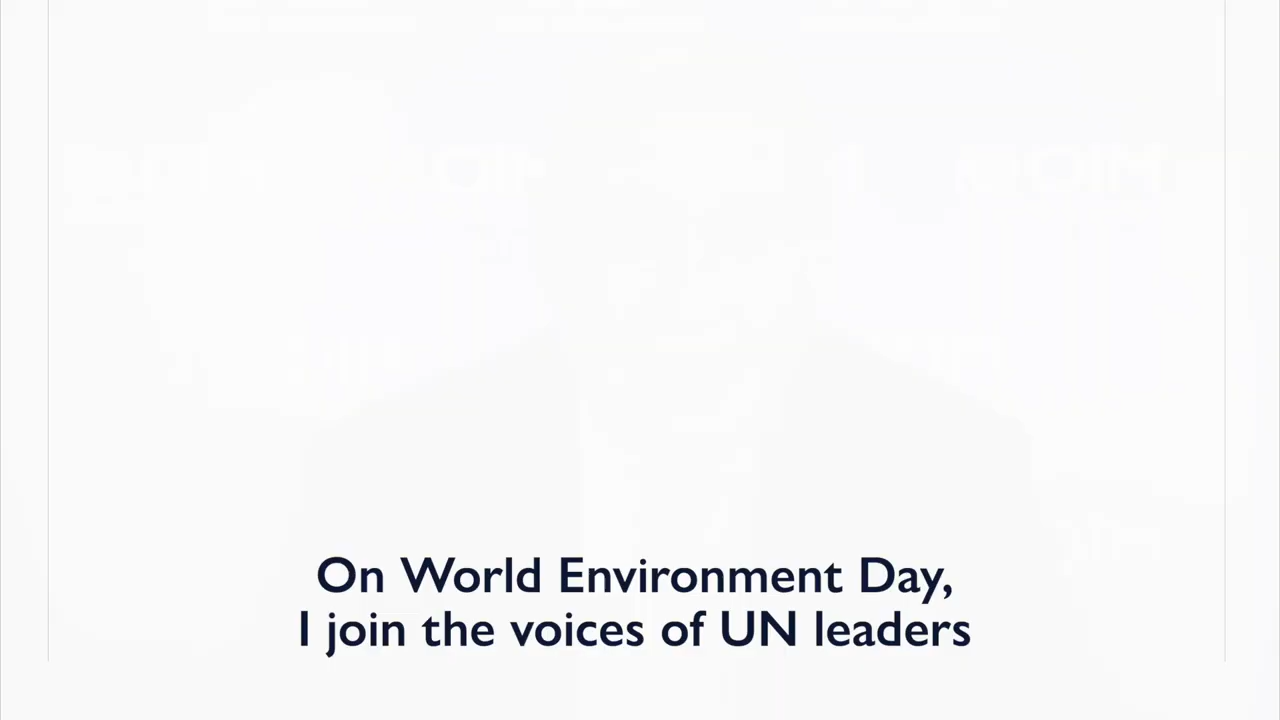 On World Environment Day,
I join the voices of UN leaders